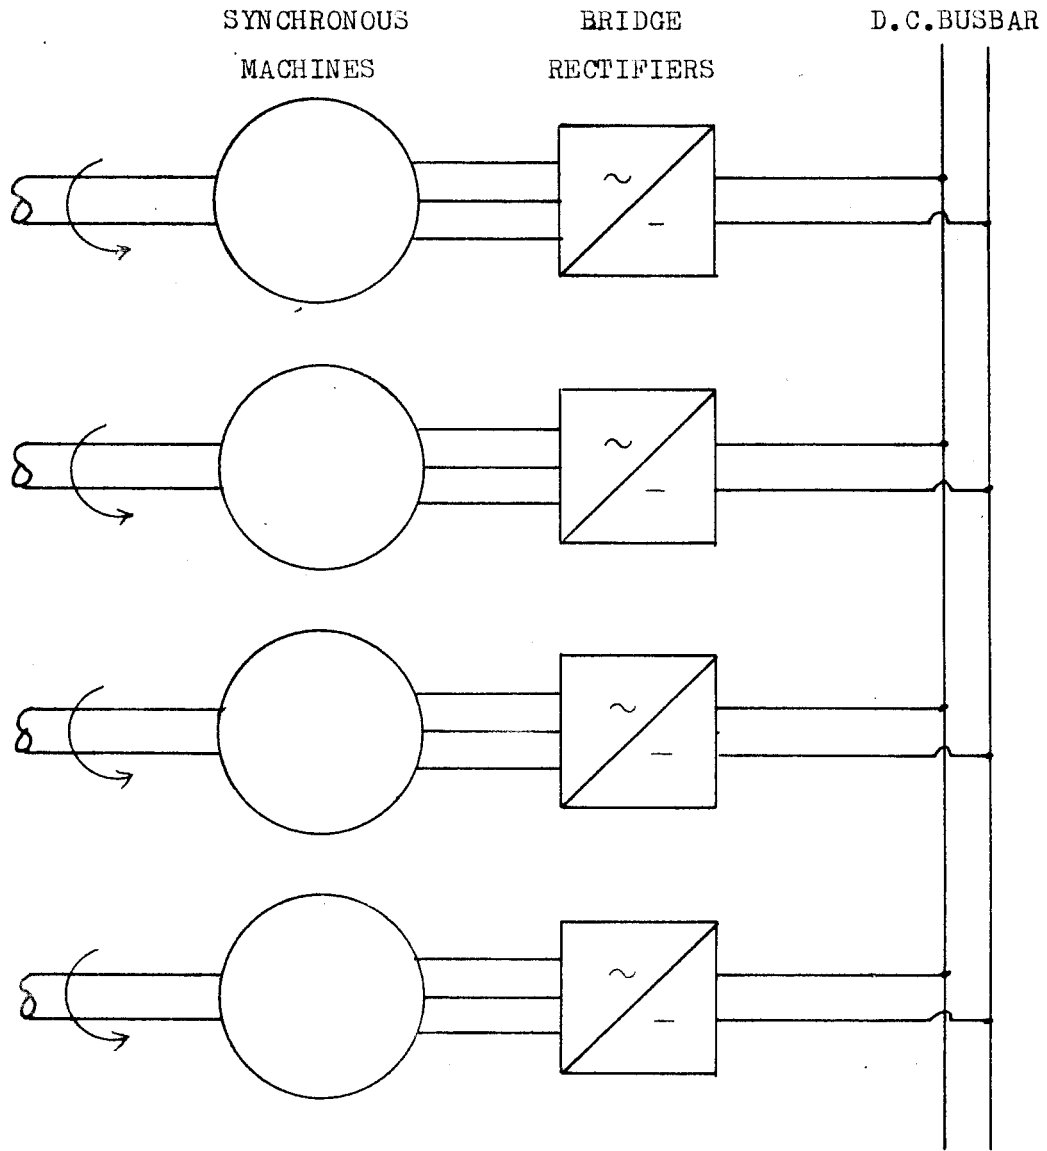 SYNCHRONOUS MACHINES
BRIDGE RECTIFIERS
D.C.BUSBAR
~
–
~
–
~
–
~
–